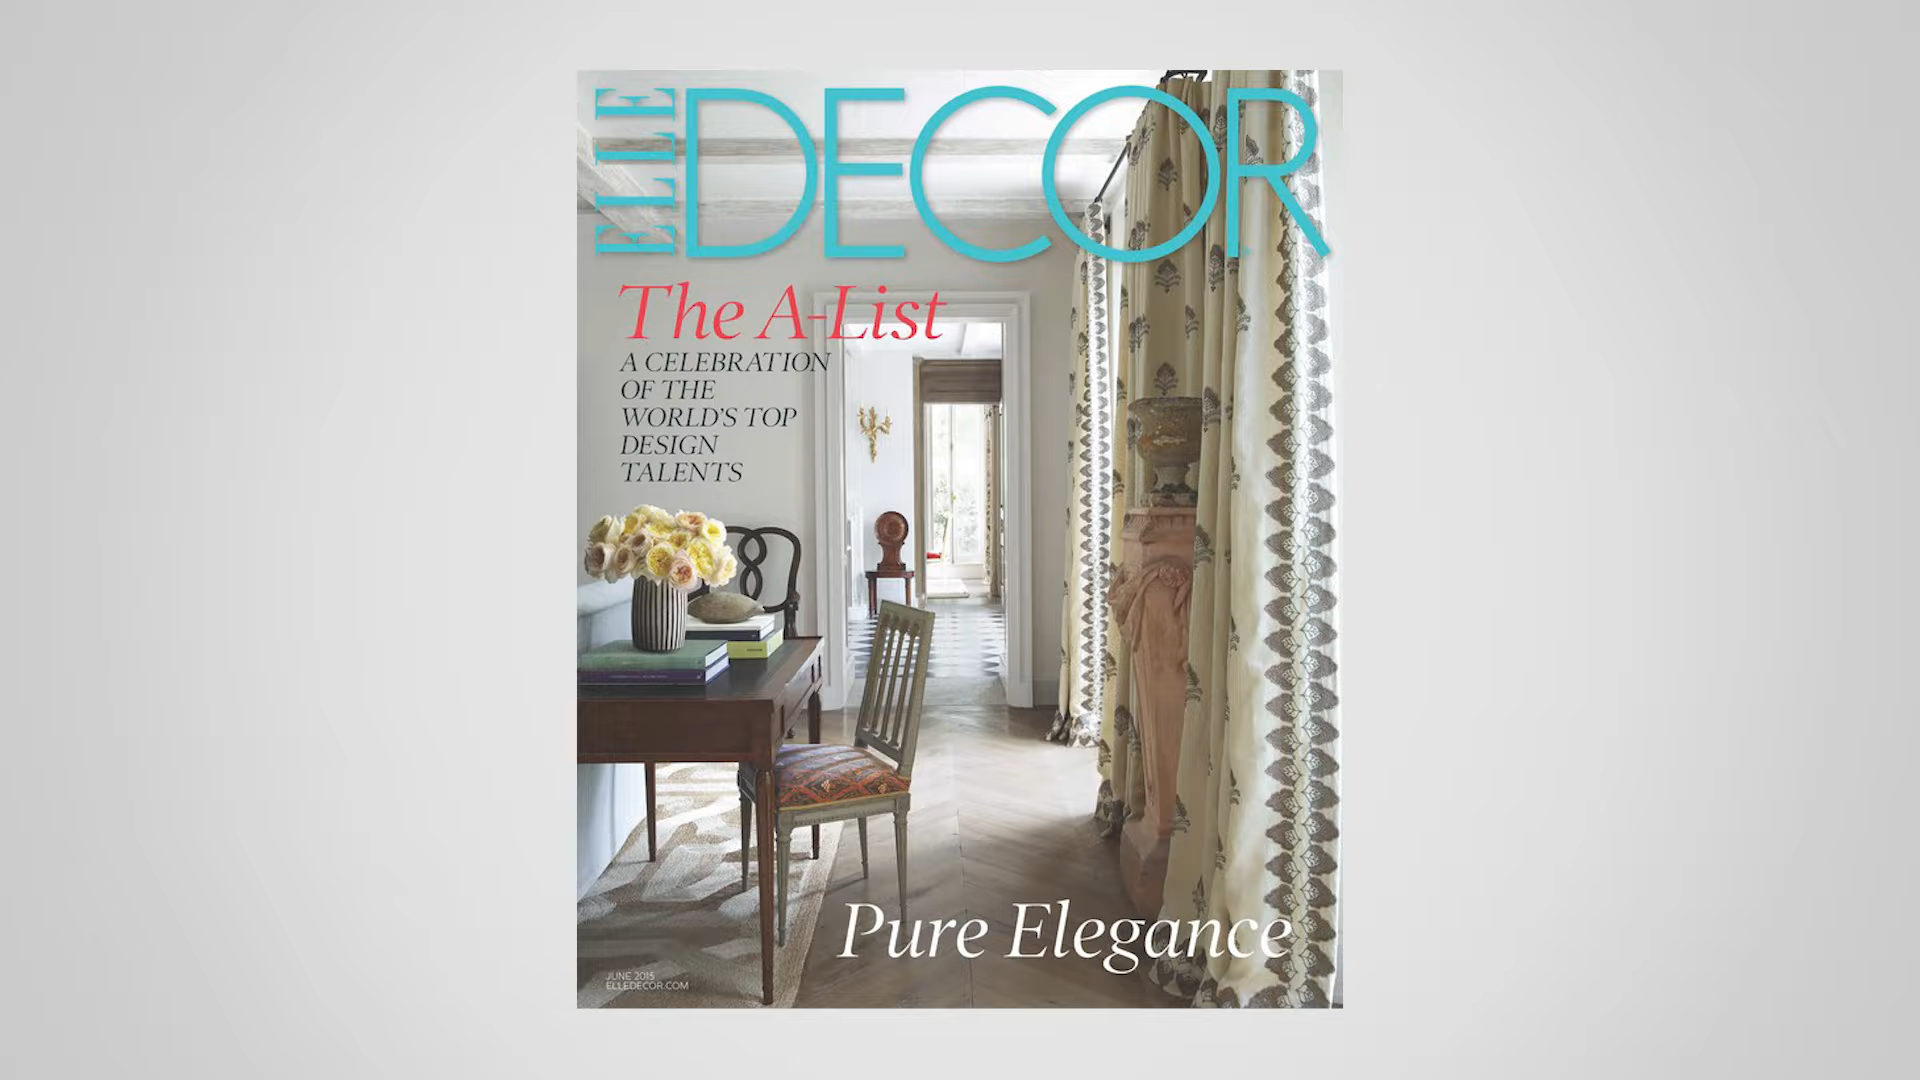 ELLE DECOR
The A-List
A CELEBRATION
OF THE
WORLD'S TOP
DESIGN
TALENTS
Pure Elegance
JUNE 2015
ELLEDECOR.COM